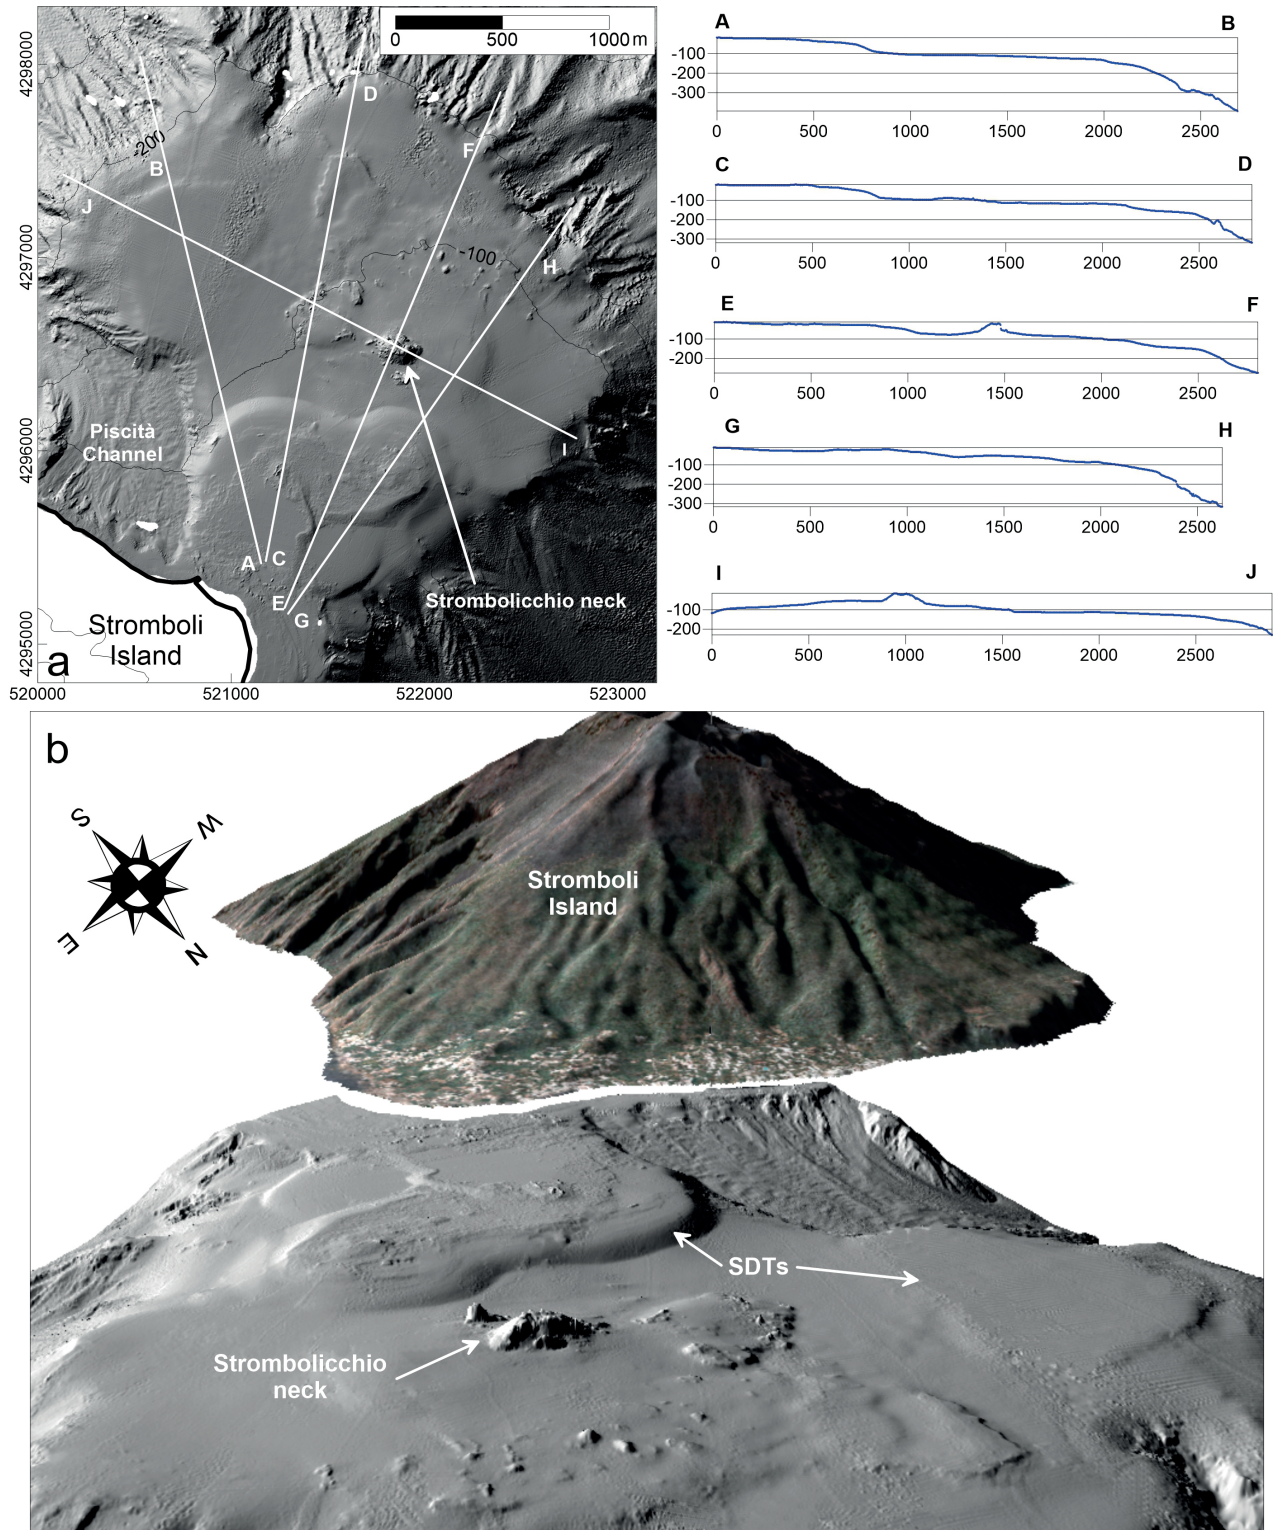 0 500 1000 m
4298000
4297000
4296000
4295000
-200
-100
D
F
B
J
H
I
Piscità
Channel
A C
E
G
Strombolicchio neck
Stromboli
Island
a
520000 521000 522000 523000
A B
-100
-200
-300
0 500 1000 1500 2000 2500
C D
-100
-200
-300
0 500 1000 1500 2000 2500
E F
-100
-200
0 500 1000 1500 2000 2500
G H
-100
-200
-300
0 500 1000 1500 2000 2500
I J
-100
-200
0 500 1000 1500 2000 2500
b
S W
E N
Stromboli
Island
SDTs
Strombolicchio
neck